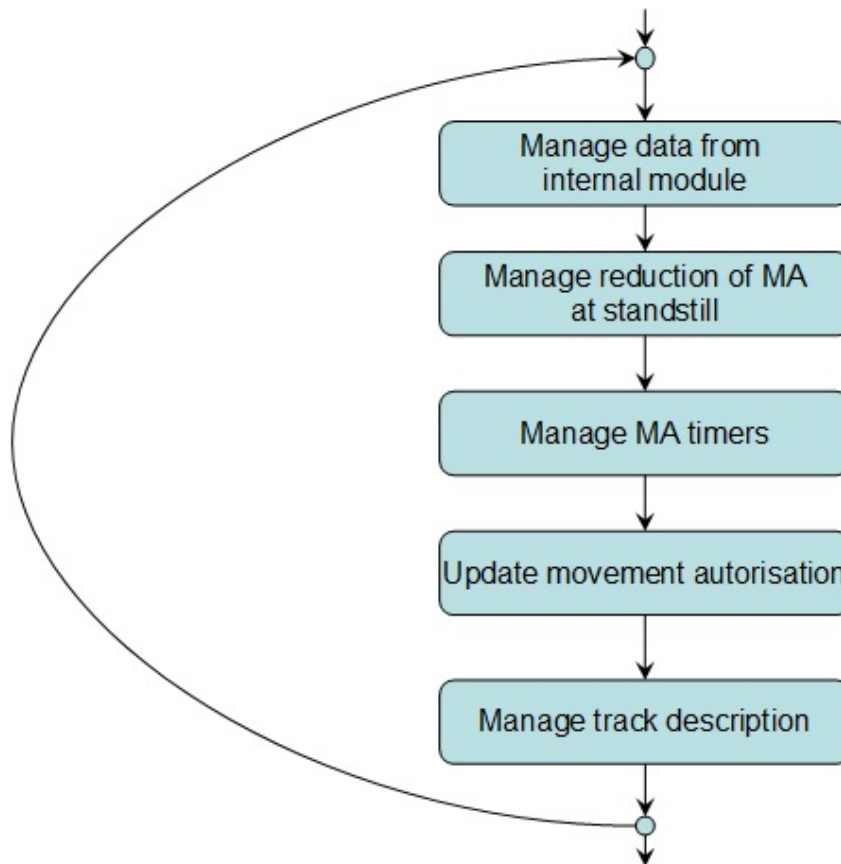 Manage data from
internal module
Manage reduction of MA
at standstill
Manage MA timers
Update movement autorisation
Manage track description